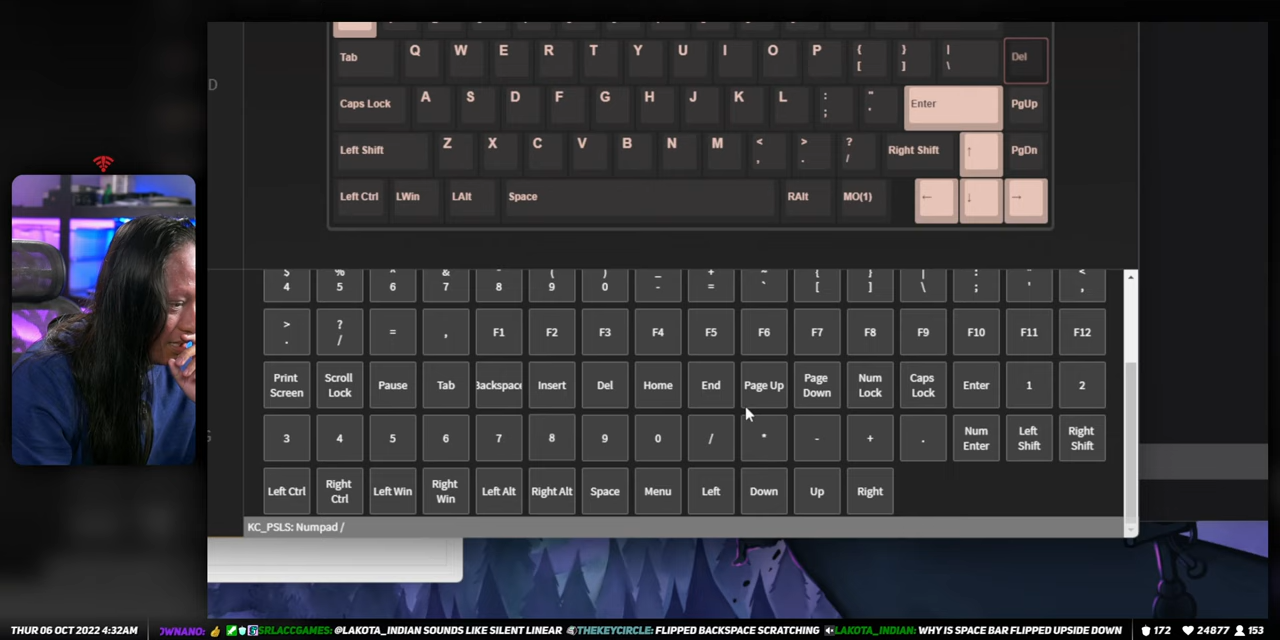 Tab Q W E R T Y U I O P { [ } ] | \ Del
D
Caps Lock A S D F G H J K L : ; " ' Enter PgUp
Left Shift Z X C V B N M < , > . ? / Right Shift ↑ PgDn
Left Ctrl LWin LAlt Space RAlt MO(1) ← ↓ →
$ 4 % 5 ^ 6 & 7 8 ( 9 ) 0 _ - + = ~ ` { [ } ] | \ : ; " ' < ,
> . ? / = , F1 F2 F3 F4 F5 F6 F7 F8 F9 F10 F11 F12
Print Screen Scroll Lock Pause Tab Backspace Insert Del Home End Page Up Page Down Num Lock Caps Lock Enter 1 2
3 4 5 6 7 8 9 0 / * - + . Num Enter Left Shift Right Shift
Left Ctrl Right Ctrl Left Win Right Win Left Alt Right Alt Space Menu Left Down Up Right
KC_PSLS: Numpad /
THUR 06 OCT 2022 4:32AM OWNANO: 👍 SRLACCGAMES: @LAKOTA_INDIAN SOUNDS LIKE SILENT LINEAR THEKEYCIRCLE: FLIPPED BACKSPACE SCRATCHING LAKOTA_INDIAN: WHY IS SPACE BAR FLIPPED UPSIDE DOWN 172 24877 153